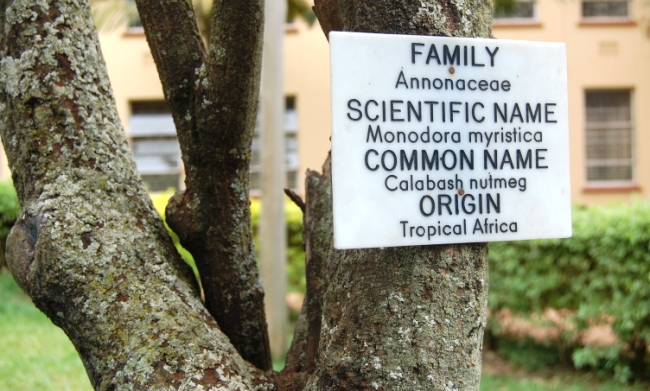 FAMILY
Annonaceae
SCIENTIFIC NAME
Monodora myristica
COMMON NAME
Calabash nutmeg
ORIGIN
Tropical Africa